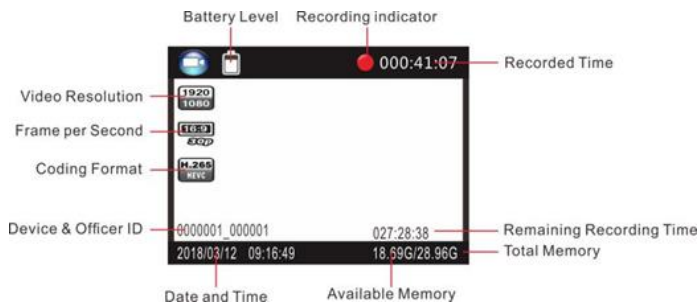 Battery Level Recording indicator
000:41:07 Recorded Time
Video Resolution 1920
1080
Frame per Second 16:9
30p
Coding Format H.265
HEVC
Device & Officer ID 0000001_000001 027:28:38 Remaining Recording Time
2018/03/12 09:16:49 18.69G/28.96G Total Memory
Date and Time Available Memory